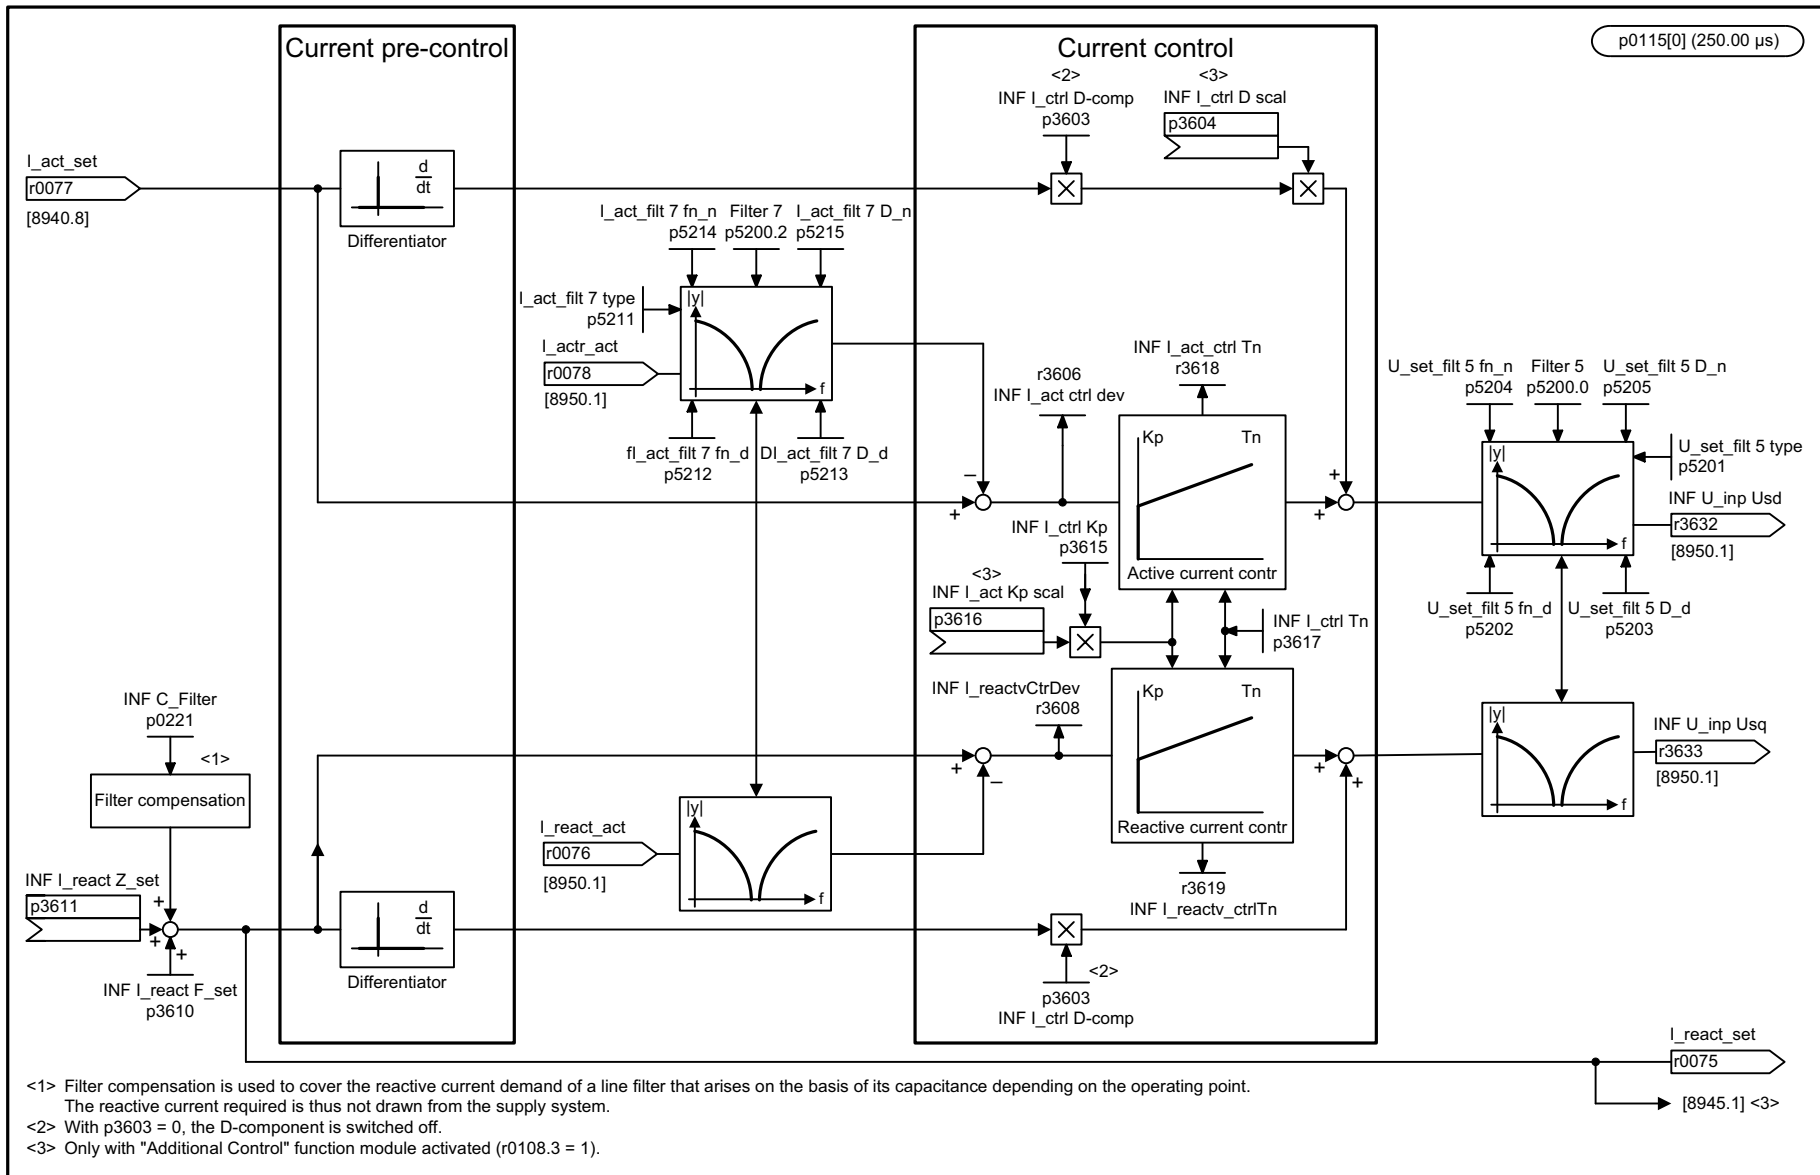 Current pre-control
Current control
p0115[0] (250.00 µs)
<2>
INF I_ctrl D-comp
p3603
<3>
INF I_ctrl D scal
p3604
I_act_set
r0077
[8940.8]
d
dt
Differentiator
I_act_filt 7 fn_n
p5214
Filter 7
p5200.2
I_act_filt 7 D_n
p5215
I_act_filt 7 type
p5211
|y|
f
I_actr_act
r0078
[8950.1]
fI_act_filt 7 fn_d
p5212
DI_act_filt 7 D_d
p5213
r3606
INF I_act ctrl dev
INF I_act_ctrl Tn
r3618
Kp
Tn
Active current contr
–
+
+
+
U_set_filt 5 fn_n
p5204
Filter 5
p5200.0
U_set_filt 5 D_n
p5205
U_set_filt 5 type
p5201
|y|
f
INF U_inp Usd
r3632
[8950.1]
U_set_filt 5 fn_d
p5202
U_set_filt 5 D_d
p5203
INF I_ctrl Kp
p3615
<3>
INF I_act Kp scal
p3616
INF I_ctrl Tn
p3617
INF C_Filter
p0221
<1>
Filter compensation
INF I_reactvCtrDev
r3608
Kp
Tn
Reactive current contr
+
–
+
+
|y|
f
INF U_inp Usq
r3633
[8950.1]
I_react_act
r0076
[8950.1]
|y|
f
r3619
INF I_reactv_ctrlTn
INF I_react Z_set
p3611
+
+
+
INF I_react F_set
p3610
d
dt
Differentiator
<2>
p3603
INF I_ctrl D-comp
I_react_set
r0075
[8945.1] <3>
<1> Filter compensation is used to cover the reactive current demand of a line filter that arises on the basis of its capacitance depending on the operating point.
The reactive current required is thus not drawn from the supply system.
<2> With p3603 = 0, the D-component is switched off.
<3> Only with "Additional Control" function module activated (r0108.3 = 1).